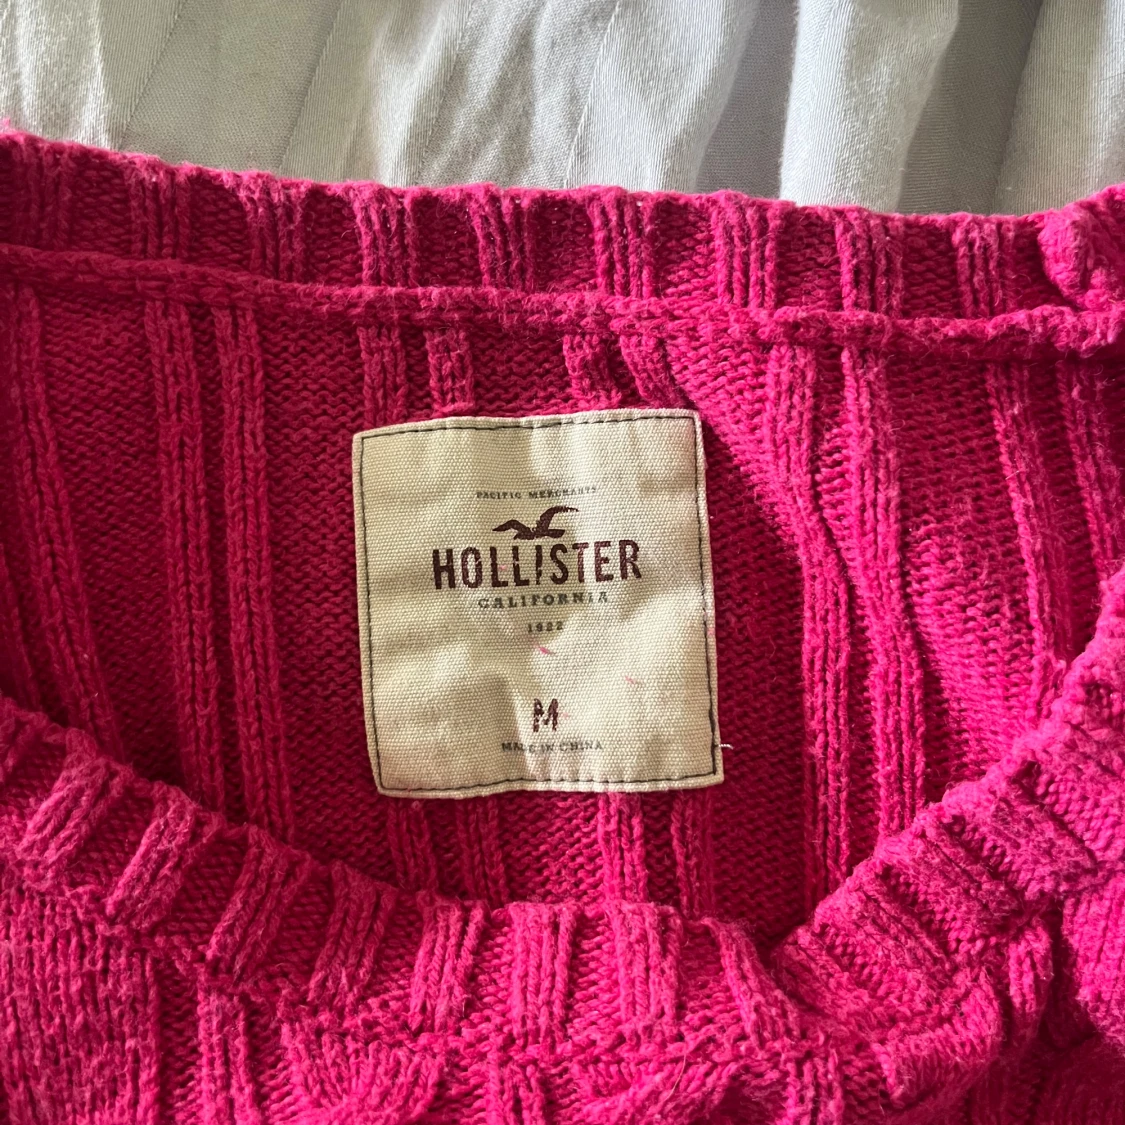 PACIFIC MERCHANTS
HOLLISTER
CALIFORNIA
1922
M
MADE IN CHINA